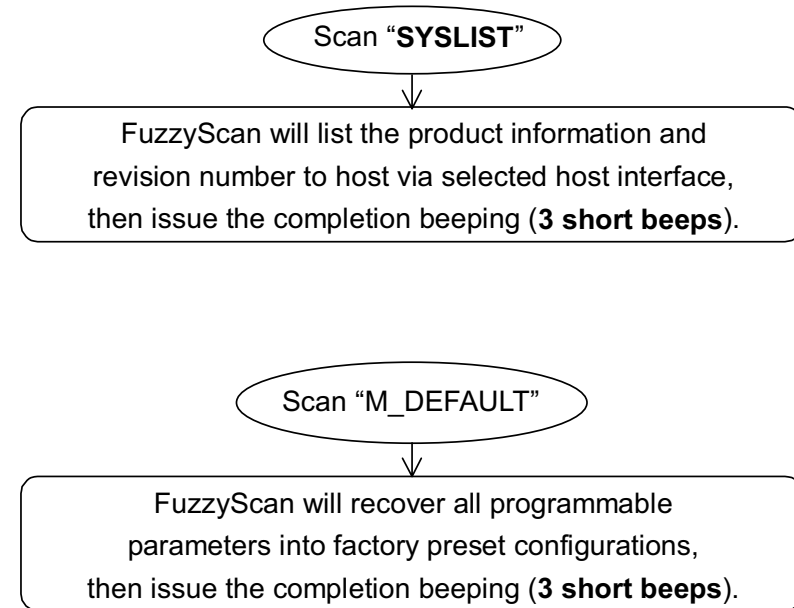 Scan “SYSLIST”
FuzzyScan will list the product information and
revision number to host via selected host interface,
then issue the completion beeping (3 short beeps).
Scan “M_DEFAULT”
FuzzyScan will recover all programmable
parameters into factory preset configurations,
then issue the completion beeping (3 short beeps).